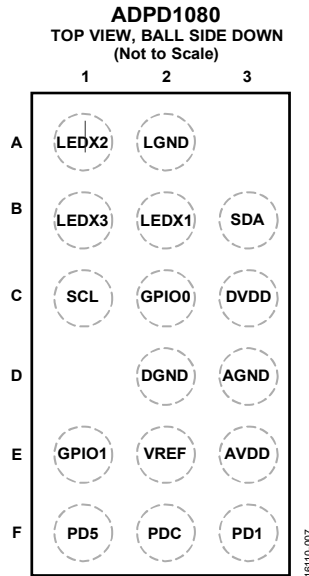 ADPD1080
TOP VIEW, BALL SIDE DOWN
(Not to Scale)
1 2 3
A LEDX2 LGND
B LEDX3 LEDX1 SDA
C SCL GPIO0 DVDD
D DGND AGND
E GPIO1 VREF AVDD
F PD5 PDC PD1
16110-007